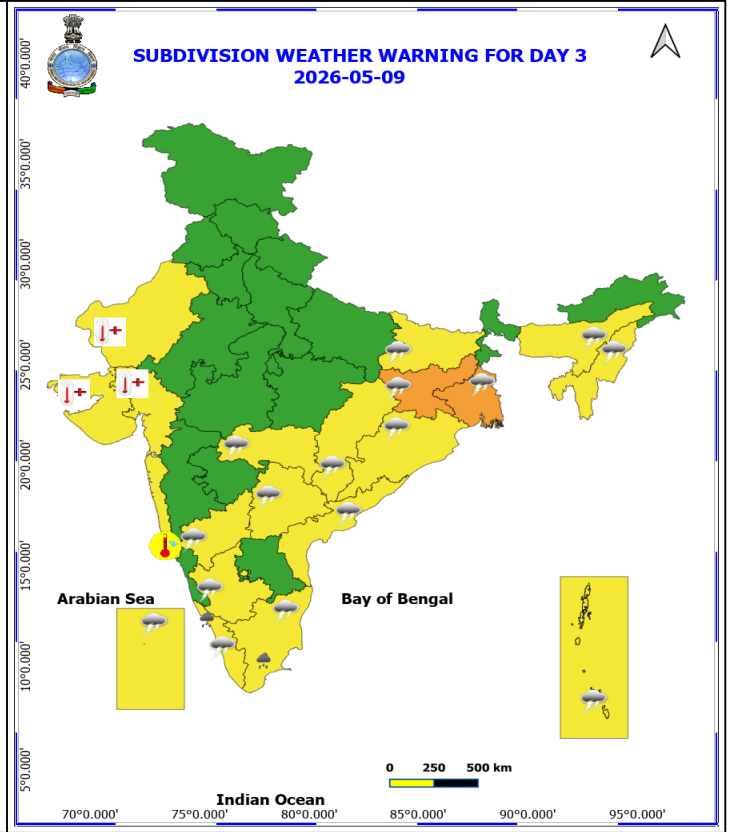 SUBDIVISION WEATHER WARNING FOR DAY 3
2026-05-09
40°0.000'
35°0.000'
30°0.000'
25°0.000'
20°0.000'
15°0.000'
10°0.000'
5°0.000'
Arabian Sea
Bay of Bengal
0 250 500 km
Indian Ocean
70°0.000' 75°0.000' 80°0.000' 85°0.000' 90°0.000' 95°0.000'